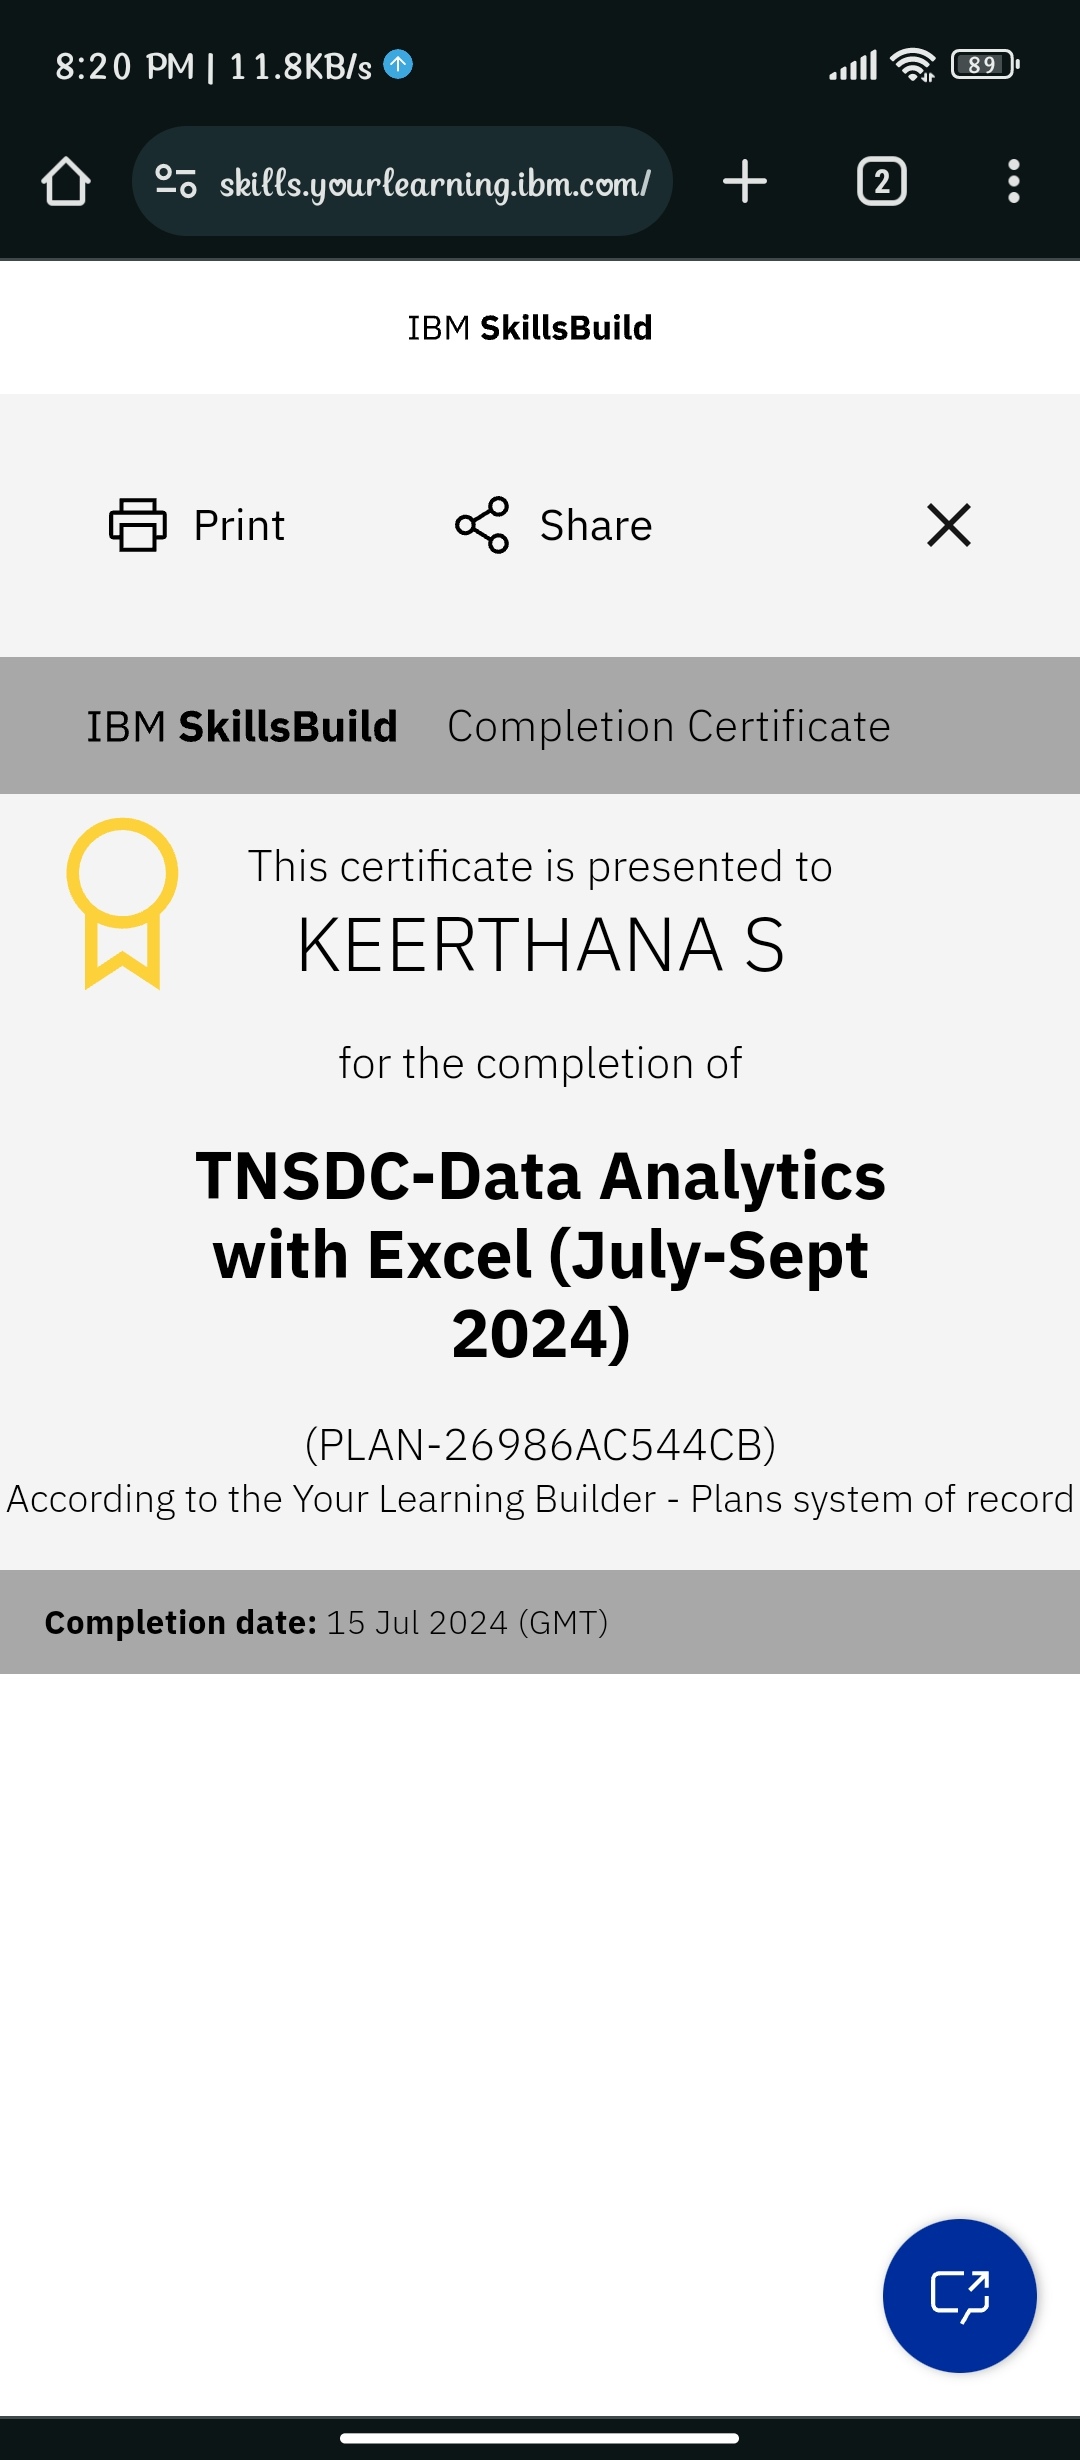 8:20 PM | 11.8KB/s
89
skills.yourlearning.ibm.com/
2
IBM SkillsBuild
Print
Share
IBM SkillsBuild Completion Certificate
This certificate is presented to
KEERTHANA S
for the completion of
TNSDC-Data Analytics
with Excel (July-Sept
2024)
(PLAN-26986AC544CB)
According to the Your Learning Builder - Plans system of record
Completion date: 15 Jul 2024 (GMT)